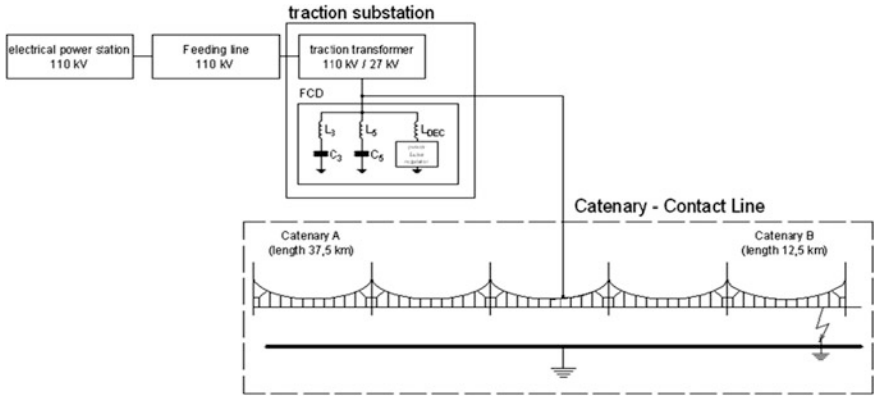 traction substation
electrical power station
110 kV
Feeding line
110 kV
traction transformer
110 kV / 27 kV
FCD
L3
L5
LDEC
C3
C5
Catenary - Contact Line
Catenary A
(length 37,5 km)
Catenary B
(length 12,5 km)